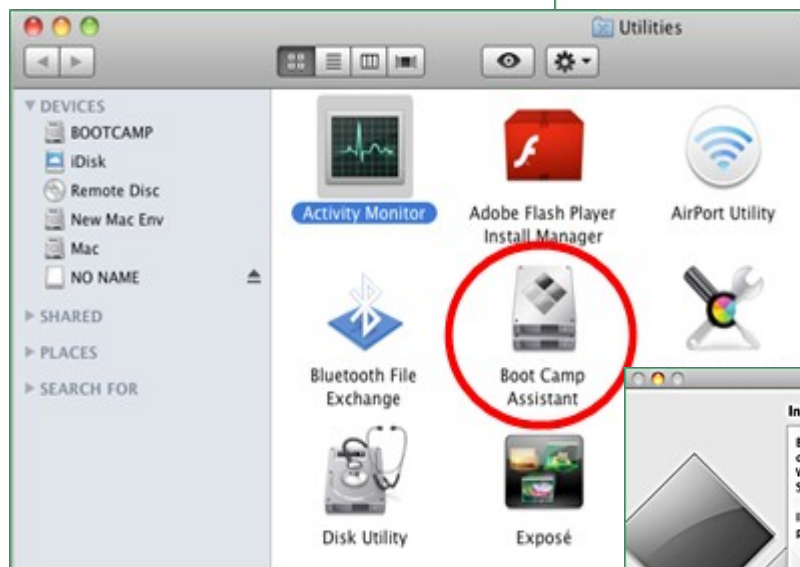 Utilities
DEVICES
BOOTCAMP
iDisk
Remote Disc
New Mac Env
Mac
NO NAME
SHARED
PLACES
SEARCH FOR
Activity Monitor
Adobe Flash Player
Install Manager
AirPort Utility
Bluetooth File
Exchange
Boot Camp
Assistant
Disk Utility
Exposé
In